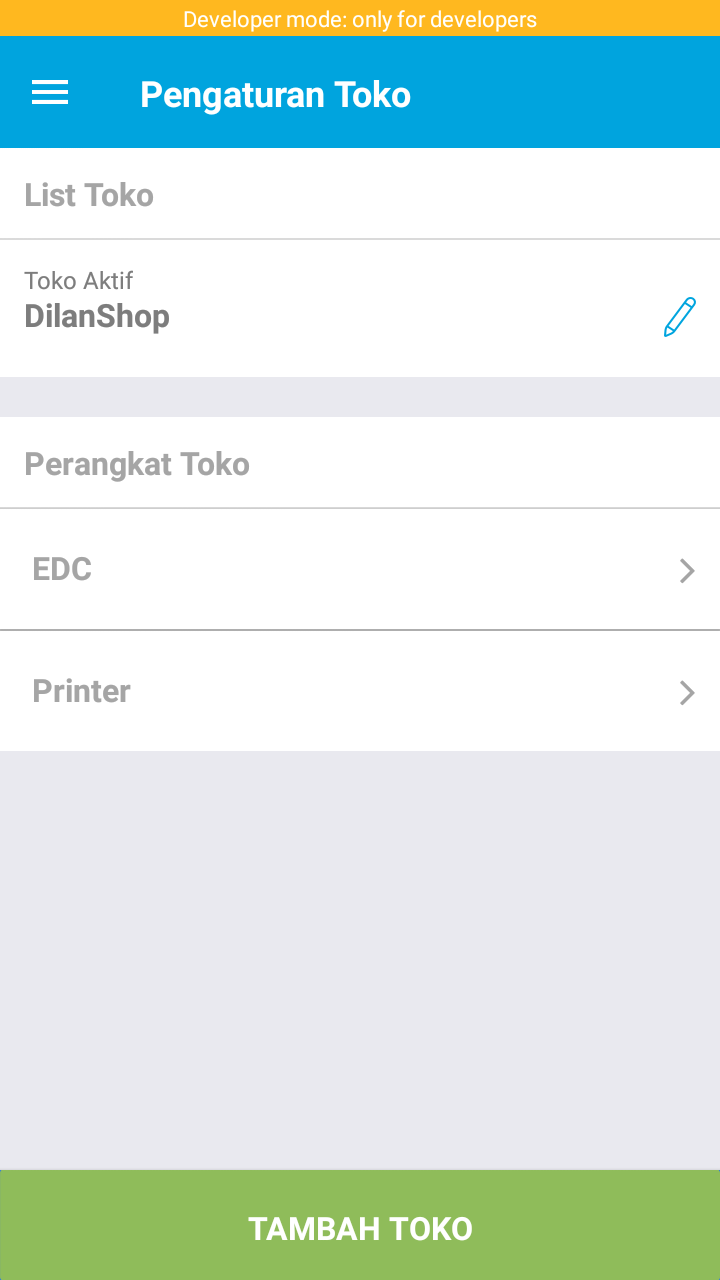 Developer mode: only for developers
Pengaturan Toko
List Toko
Toko Aktif
DilanShop
Perangkat Toko
EDC
Printer
TAMBAH TOKO